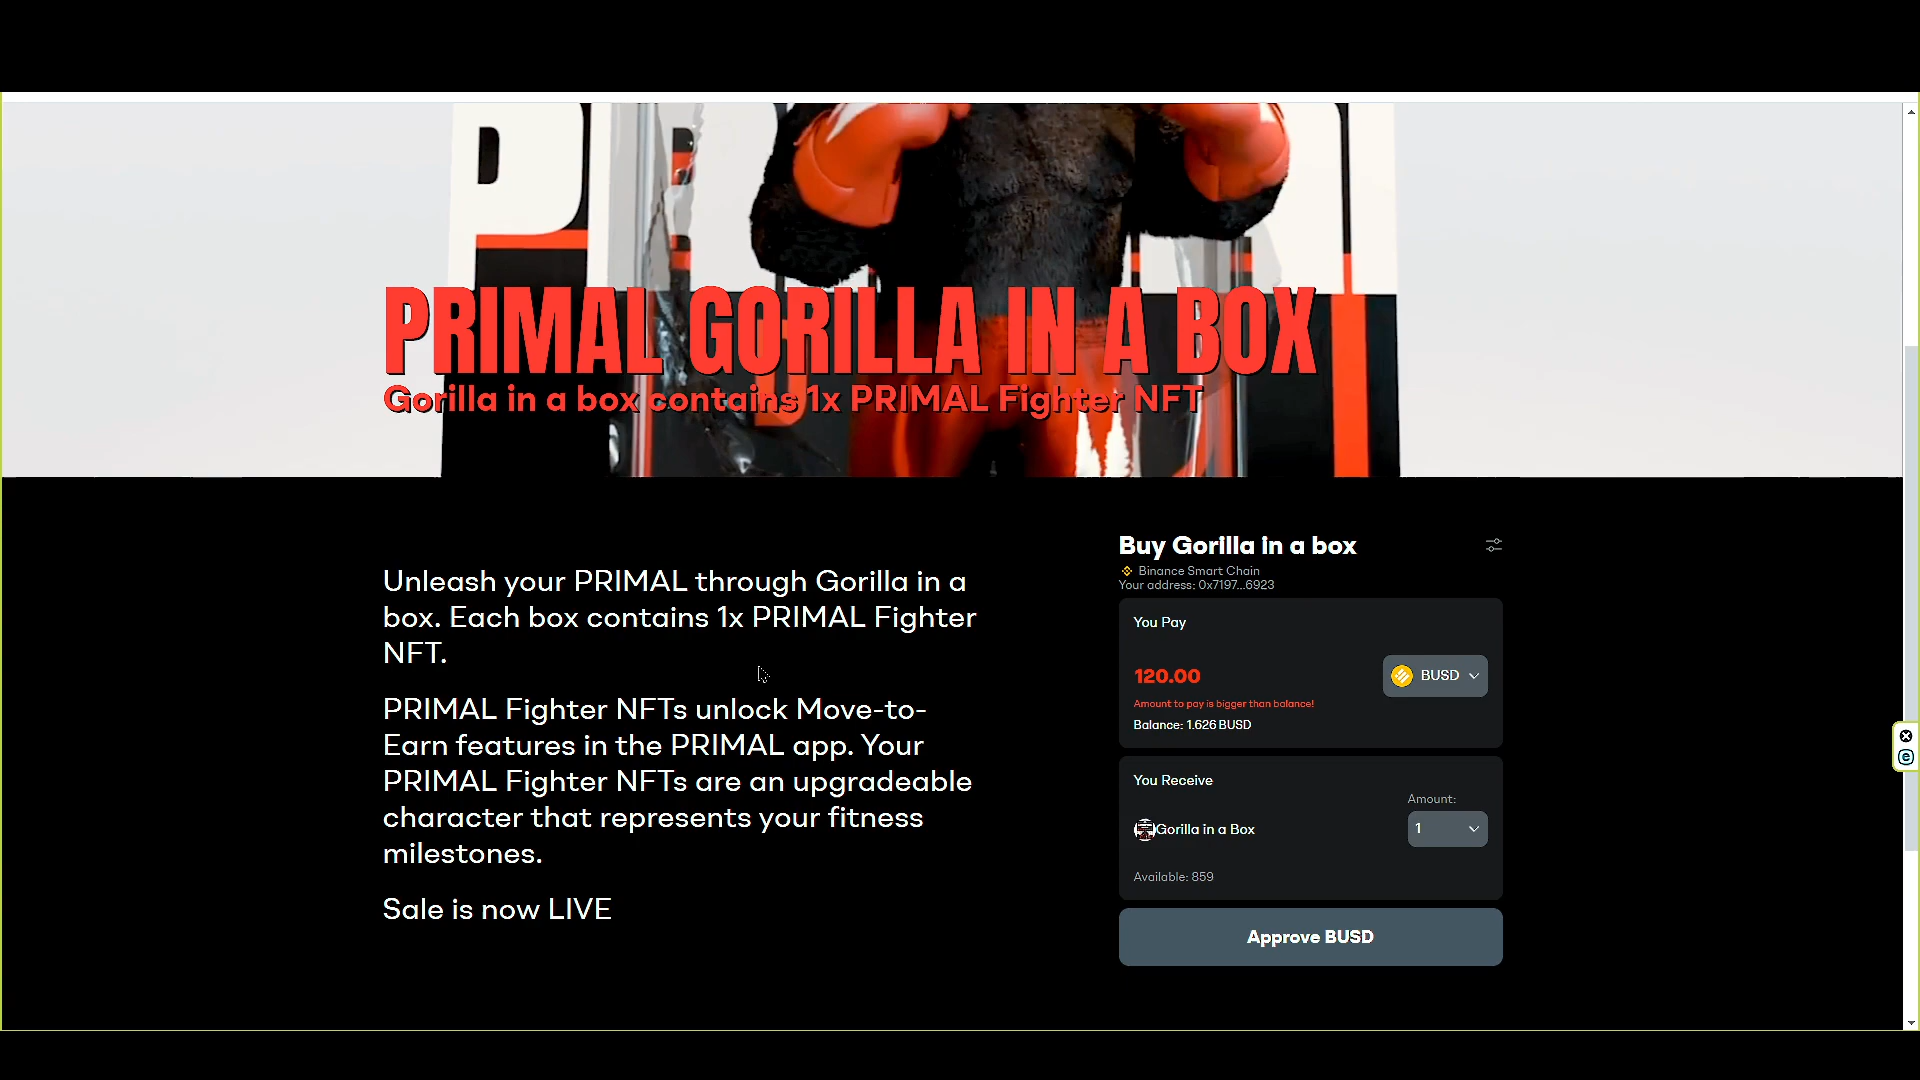 PRIMAL GORILLA IN A BOX
Gorilla in a box contains 1x PRIMAL Fighter NFT
Unleash your PRIMAL through Gorilla in a
box. Each box contains 1x PRIMAL Fighter
NFT.
PRIMAL Fighter NFTs unlock Move-to-
Earn features in the PRIMAL app. Your
PRIMAL Fighter NFTs are an upgradeable
character that represents your fitness
milestones.
Sale is now LIVE
Buy Gorilla in a box
Binance Smart Chain
Your address: 0x7197...6923
You Pay
120.00
BUSD
Amount to pay is bigger than balance!
Balance: 1.626 BUSD
You Receive
Amount:
Gorilla in a Box
1
Available: 859
Approve BUSD